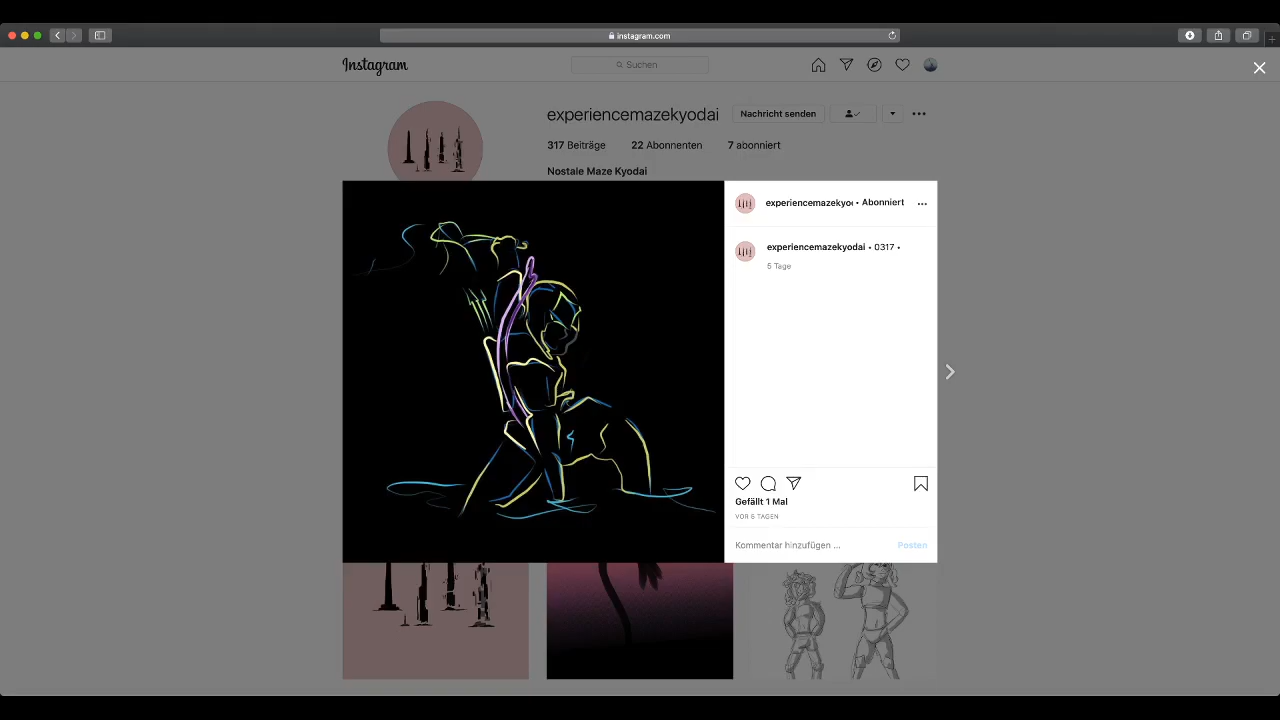 instagram.com
Instagram
Suchen
experiencemazekyodai
Nachricht senden
317 Beiträge 22 Abonnenten 7 abonniert
Nostale Maze Kyodai
experiencemazekyo • Abonniert
experiencemazekyodai • 0317 •
5 Tage
Gefällt 1 Mal
VOR 5 TAGEN
Kommentar hinzufügen ... Posten